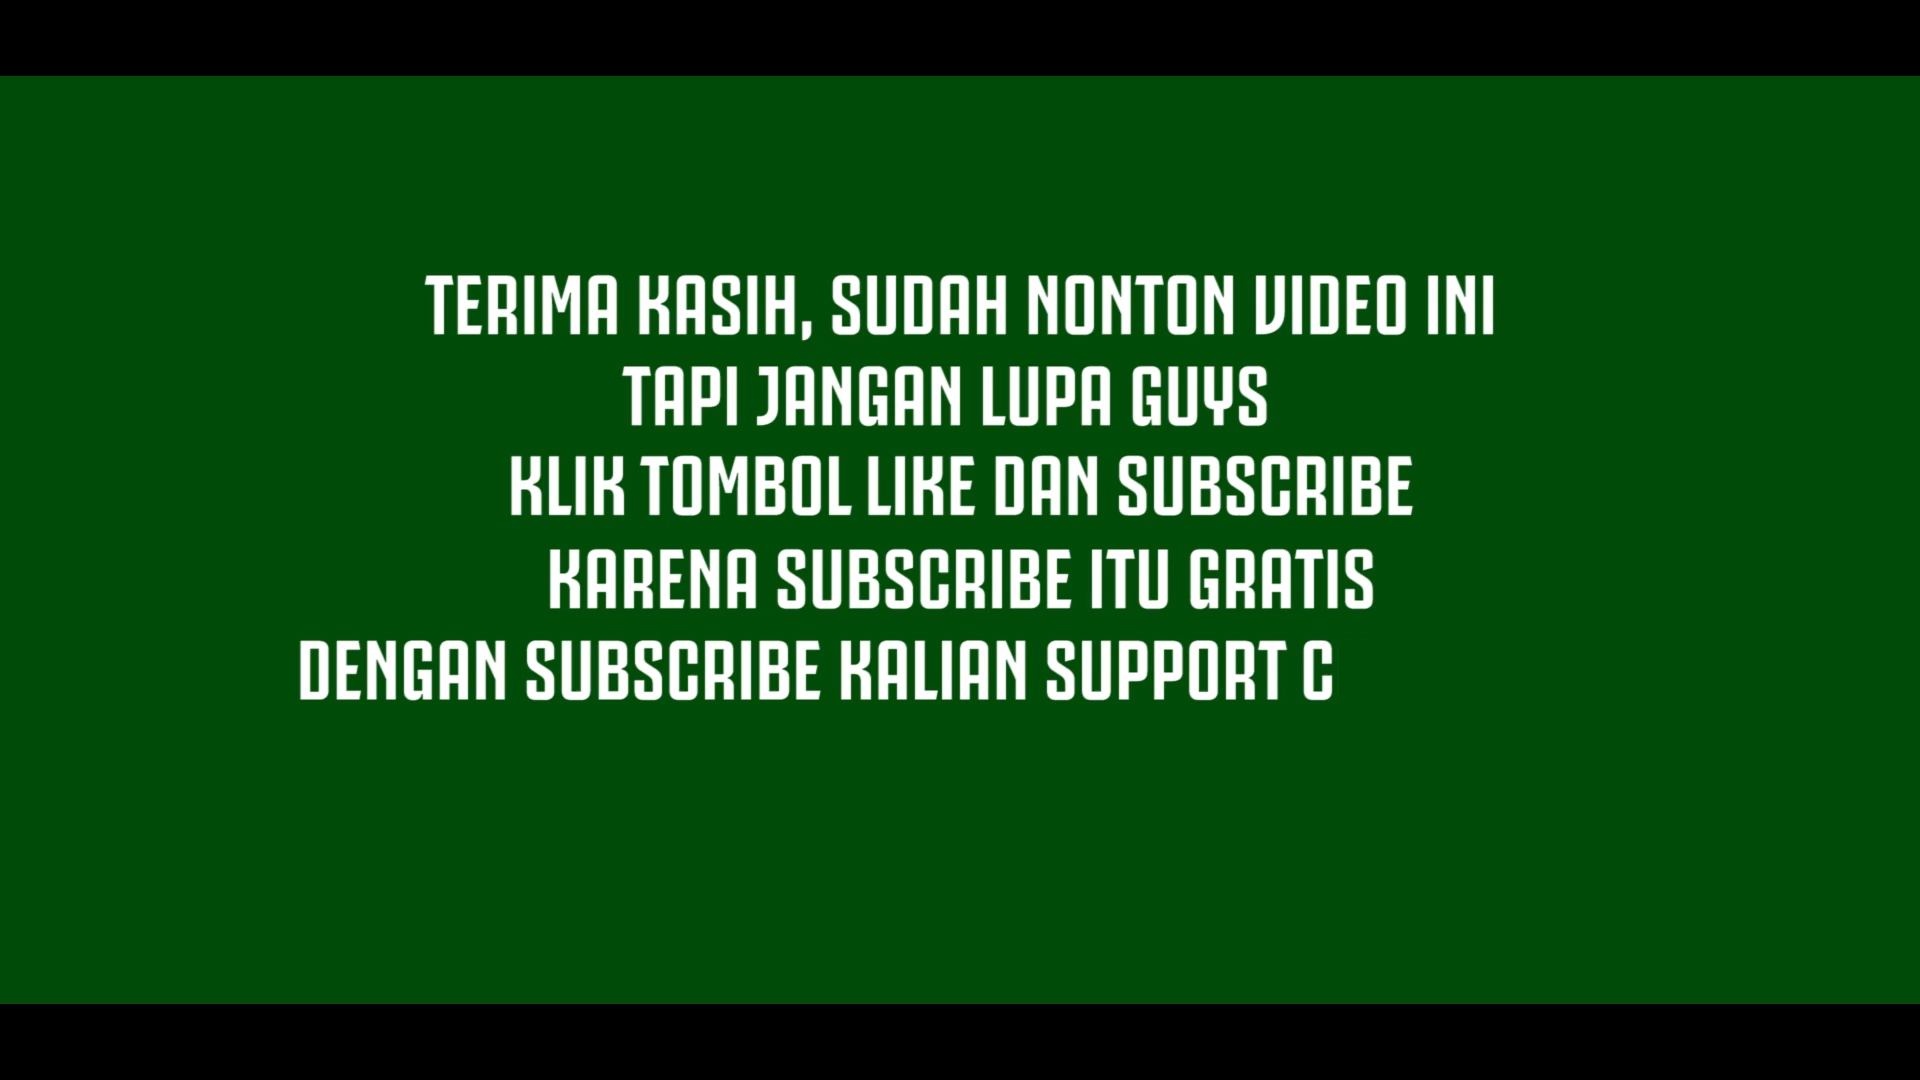 TERIMA KASIH, SUDAH NONTON VIDEO INI
TAPI JANGAN LUPA GUYS
KLIK TOMBOL LIKE DAN SUBSCRIBE
KARENA SUBSCRIBE ITU GRATIS
DENGAN SUBSCRIBE KALIAN SUPPORT C